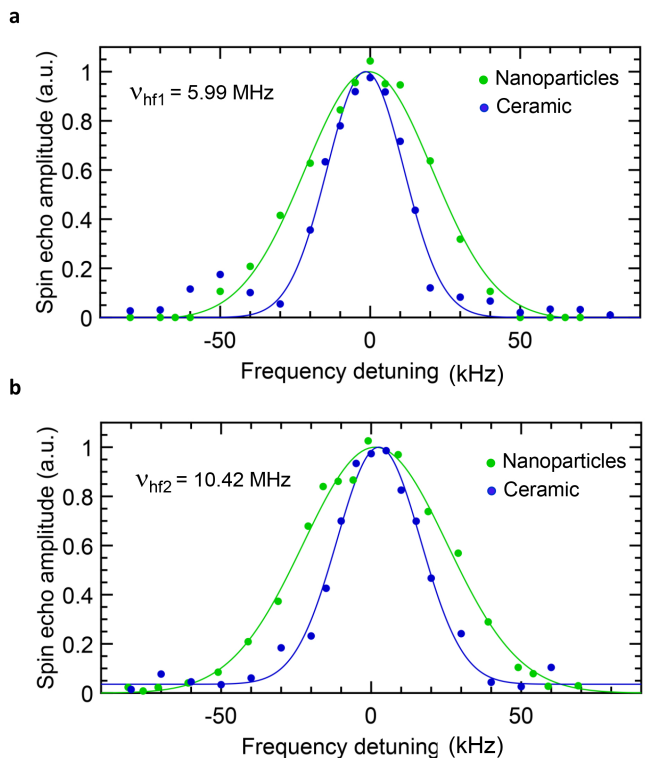 a
Spin echo amplitude (a.u.)
1
0.8
0.6
0.4
0.2
0
ν_hf1 = 5.99 MHz
Nanoparticles
Ceramic
-50
0
50
Frequency detuning (kHz)
b
Spin echo amplitude (a.u.)
1
0.8
0.6
0.4
0.2
0
ν_hf2 = 10.42 MHz
Nanoparticles
Ceramic
-50
0
50
Frequency detuning (kHz)